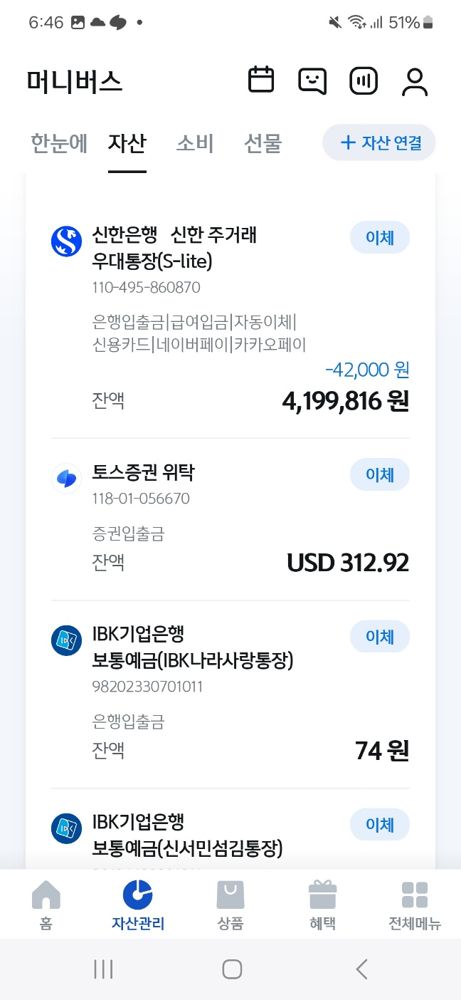 6:46
51%
머니버스
한눈에 자산 소비 선물 + 자산 연결
신한은행 신한 주거래 이체
우대통장(S-lite)
110-495-860870
은행입출금|급여입금|자동이체|
신용카드|네이버페이|카카오페이
-42,000 원
잔액 4,199,816 원
토스증권 위탁 이체
118-01-056670
증권입출금
잔액 USD 312.92
IBK기업은행 이체
보통예금(IBK나라사랑통장)
98202330701011
은행입출금
잔액 74 원
IBK기업은행 이체
보통예금(신서민섬김통장)
홈 자산관리 상품 혜택 전체메뉴